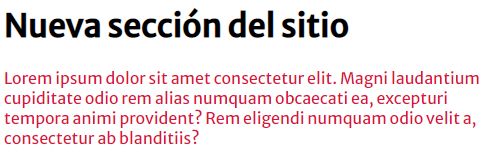 Nueva sección del sitio
Lorem ipsum dolor sit amet consectetur elit. Magni laudantium
cupiditate odio rem alias numquam obcaecati ea, excepturi
tempora animi provident? Rem eligendi numquam odio velit a,
consectetur ab blanditiis?